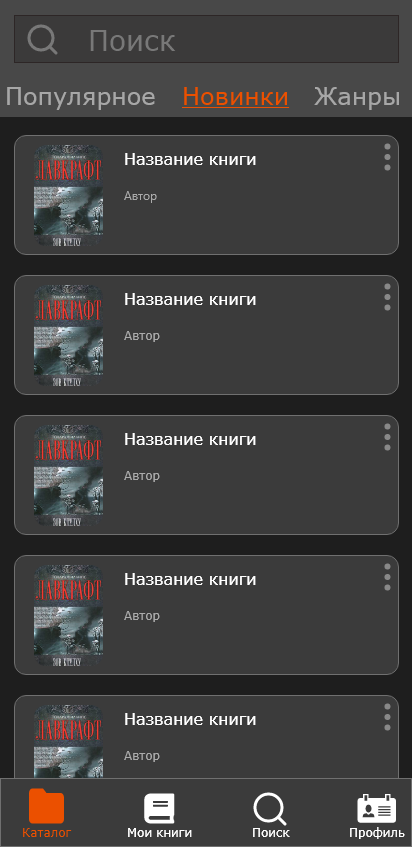 Поиск
Популярное Новинки Жанры
ЛАВКРАФТ
Название книги
Автор
ЗОВ КТУЛХУ
ЛАВКРАФТ
Название книги
Автор
ЗОВ КТУЛХУ
ЛАВКРАФТ
Название книги
Автор
ЗОВ КТУЛХУ
ЛАВКРАФТ
Название книги
Автор
ЗОВ КТУЛХУ
ЛАВКРАФТ
Название книги
Автор
Каталог Мои книги Поиск Профиль